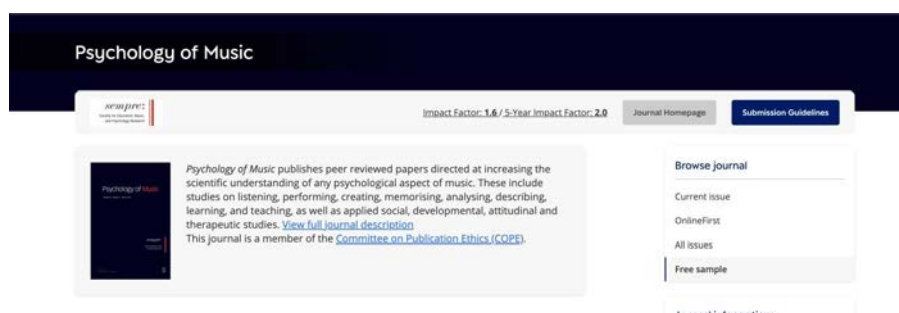 Psychology of Music
sempre:
Impact Factor: 1.6 / 5-Year Impact Factor: 2.0
Journal Homepage
Submission Guidelines
Psychology of Music
Psychology of Music publishes peer reviewed papers directed at increasing the
scientific understanding of any psychological aspect of music. These include
studies on listening, performing, creating, memorising, analysing, describing,
learning, and teaching, as well as applied social, developmental, attitudinal and
therapeutic studies. View full journal description
This journal is a member of the Committee on Publication Ethics (COPE).
Browse journal
Current issue
OnlineFirst
All issues
Free sample